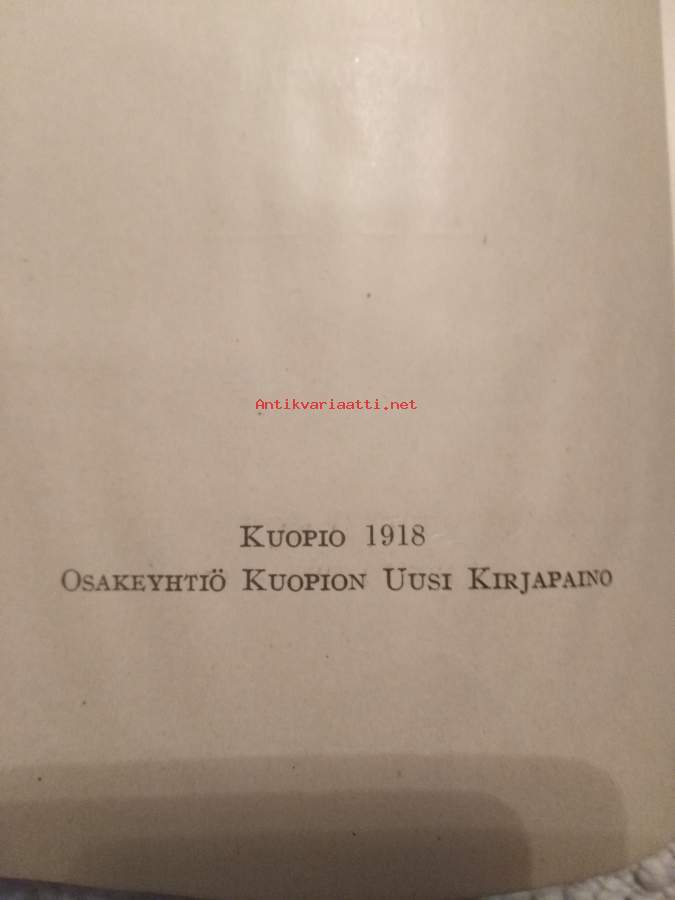 Antikvariaatti.net
KUOPIO 1918
OSAKEYHTIÖ KUOPION UUSI KIRJAPAINO